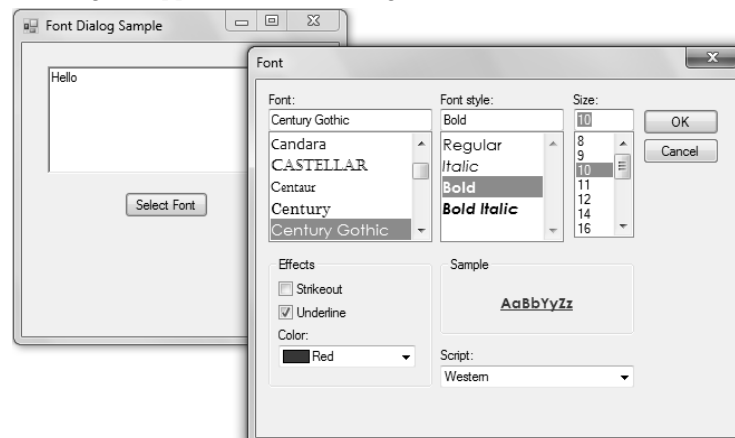 Font Dialog Sample
Hello
Select Font
Font
Font:
Century Gothic
Candara
CASTELLAR
Centaur
Century
Century Gothic
Font style:
Bold
Regular
Italic
Bold
Bold Italic
Size:
10
8
9
10
11
12
14
16
OK
Cancel
Effects
Strikeout
Underline
Color:
Red
Sample
AaBbYyZz
Script:
Western